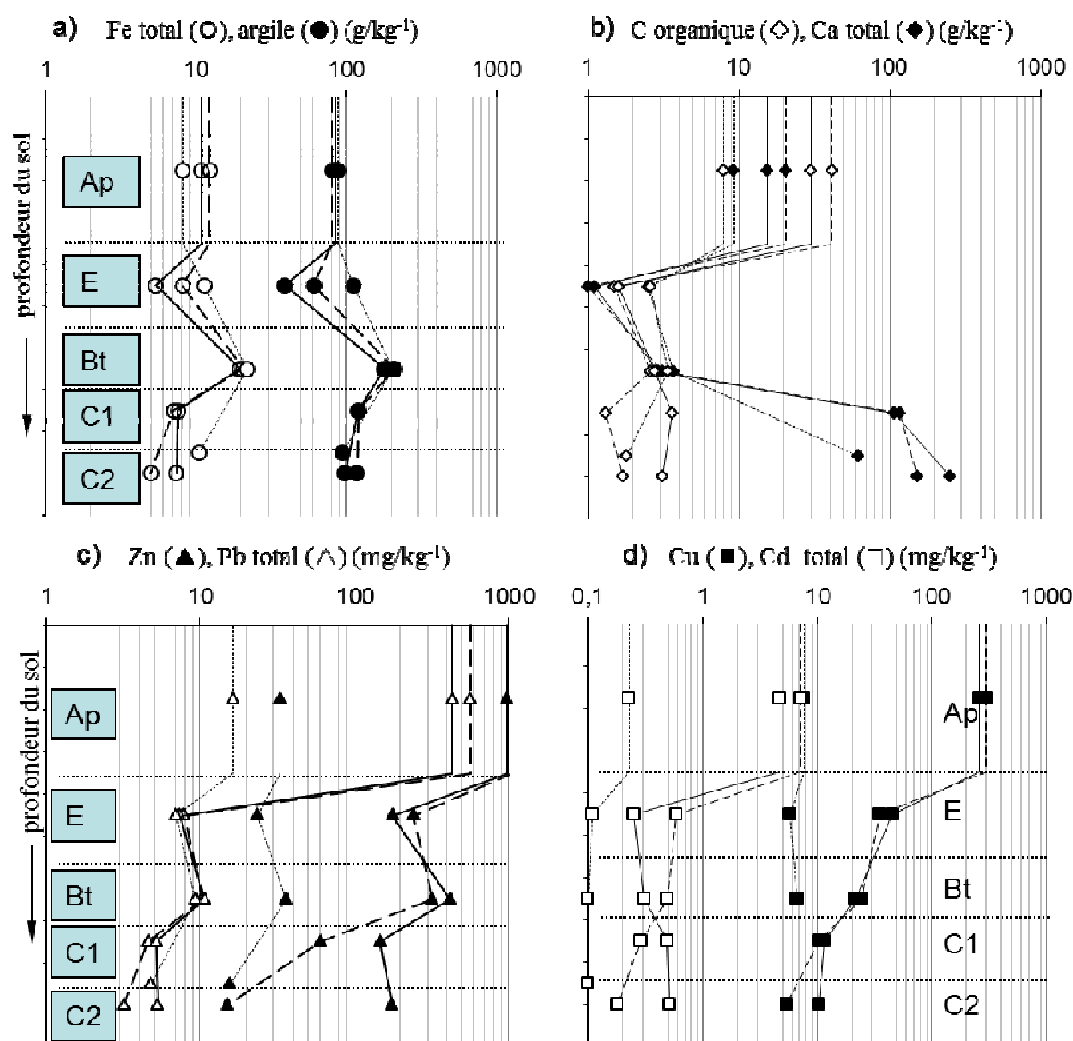 a) Fe total (○), argile (●) (g/kg⁻¹)
1 10 100 1000
profondeur du sol
Ap
E
Bt
C1
C2
b) C organique (◇), Ca total (◆) (g/kg⁻¹)
1 10 100 1000
c) Zn (▲), Pb total (△) (mg/kg⁻¹)
1 10 100 1000
profondeur du sol
Ap
E
Bt
C1
C2
d) Cu (■), Cd total (□) (mg/kg⁻¹)
0,1 1 10 100 1000
Ap
E
Bt
C1
C2